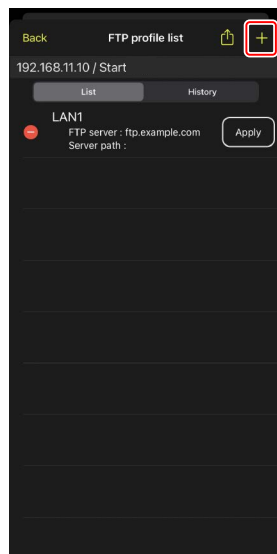 Back FTP profile list
192.168.11.10 / Start
List History
LAN1
FTP server : ftp.example.com Apply
Server path :